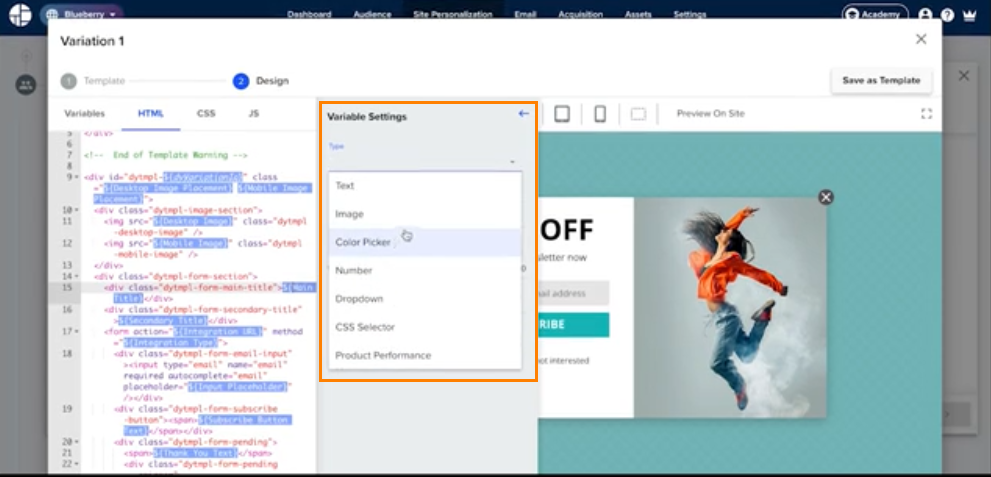 Blueberry
Dashboard Audience Site Personalization Email Acquisition Assets Settings
Academy
Variation 1
1 Template
2 Design
Save as Template
Variables HTML CSS JS
Variable Settings
Preview On Site
Type
Text
Image
Color Picker
Number
Dropdown
CSS Selector
Product Performance
5 </div>
6
7 <!-- End of Template Warning -->
8
9 <div id="dytmpl-${dyVariationId}" class
="${Desktop Image Placement} ${Mobile Image
Placement}">
10 <div class="dytmpl-image-section">
11 <img src="${Desktop Image}" class="dytmpl
-desktop-image" />
12 <img src="${Mobile Image}" class="dytmpl
-mobile-image" />
13 </div>
14 <div class="dytmpl-form-section">
15 <div class="dytmpl-form-main-title">${Main
Title}</div>
16 <div class="dytmpl-form-secondary-title"
>${Secondary Title}</div>
17 <form action="${Integration URL}" method
="${Integration Type}">
18 <div class="dytmpl-form-email-input"
><input type="email" name="email"
required autocomplete="email"
placeholder="${Input Placeholder}"
/></div>
19 <div class="dytmpl-form-subscribe
-button"><span>${Subscribe Button
Text}</span></div>
20 <div class="dytmpl-form-pending">
21 <span>${Thank You Text}</span>
22 <div class="dytmpl-form-pending
OFF
sletter now
ail address
RIBE
not interested